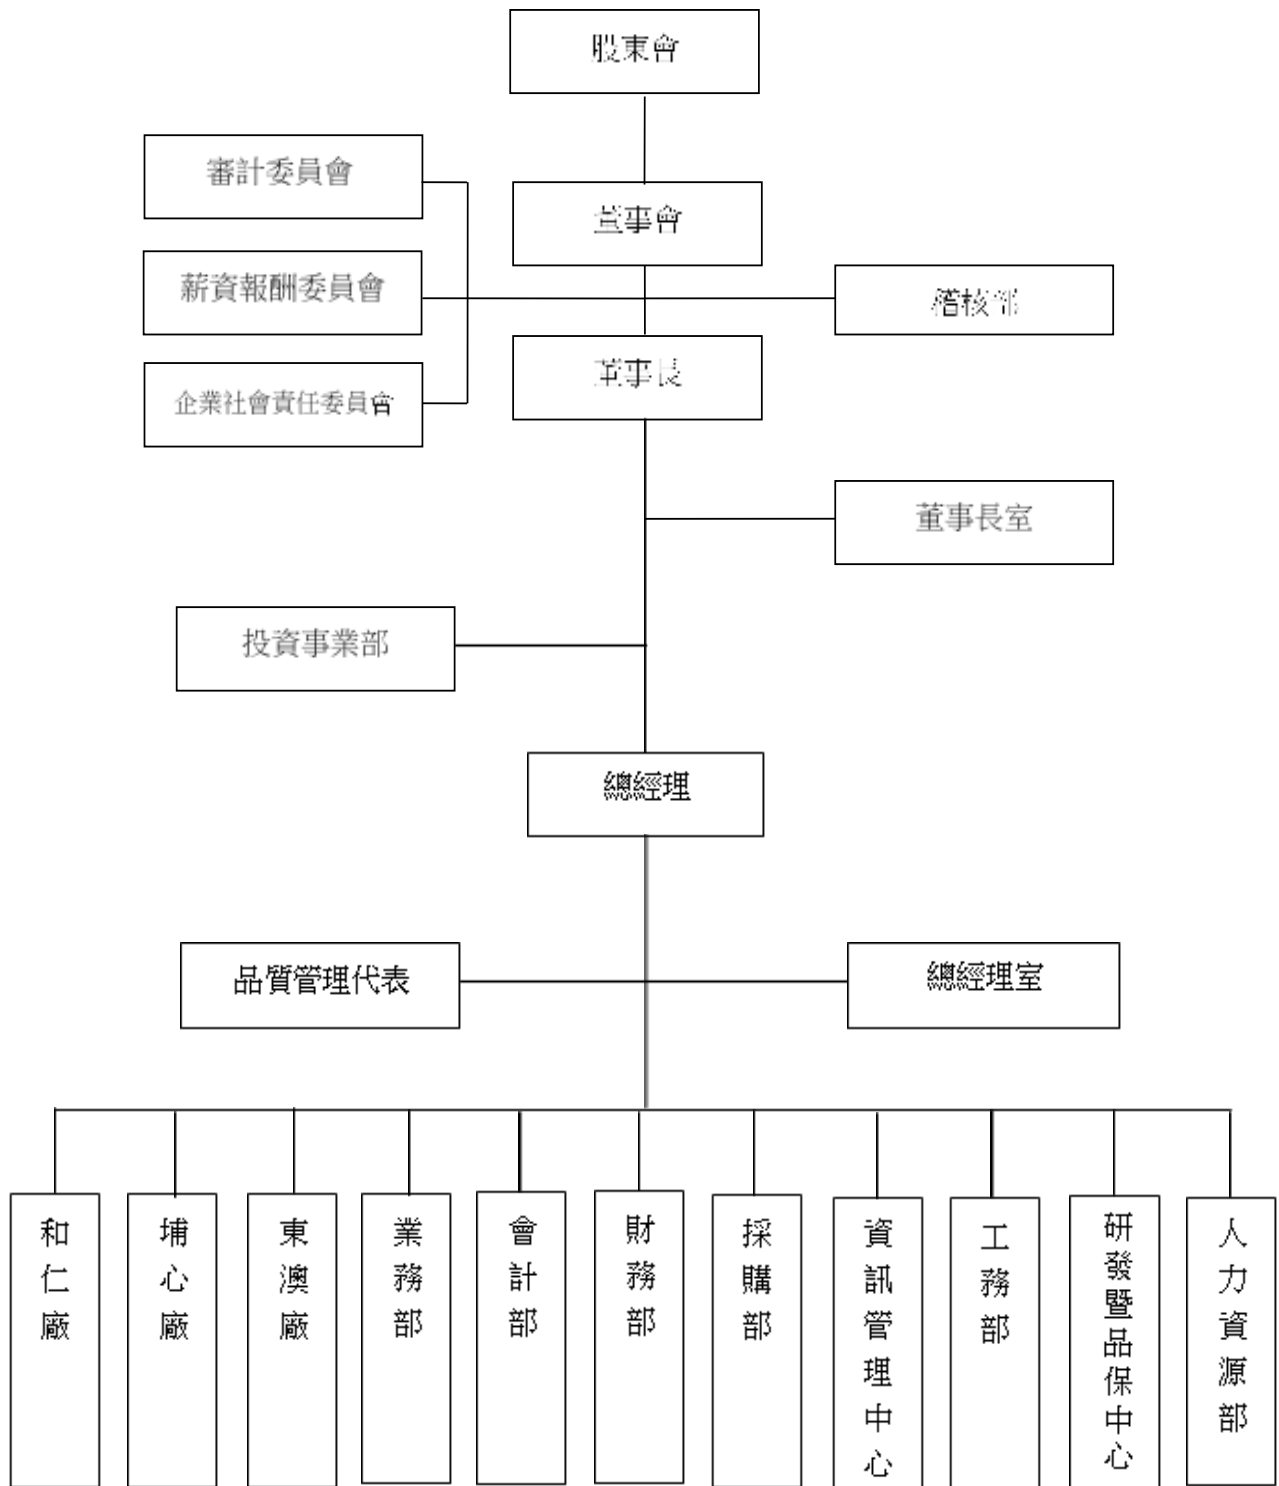 股東會
審計委員會
董事會
薪資報酬委員會
稽核部
董事長
企業社會責任委員會
董事長室
投資事業部
總經理
品質管理代表
總經理室
和仁廠
埔心廠
東澳廠
業務部
會計部
財務部
採購部
資訊管理中心
工務部
研發暨品保中心
人力資源部